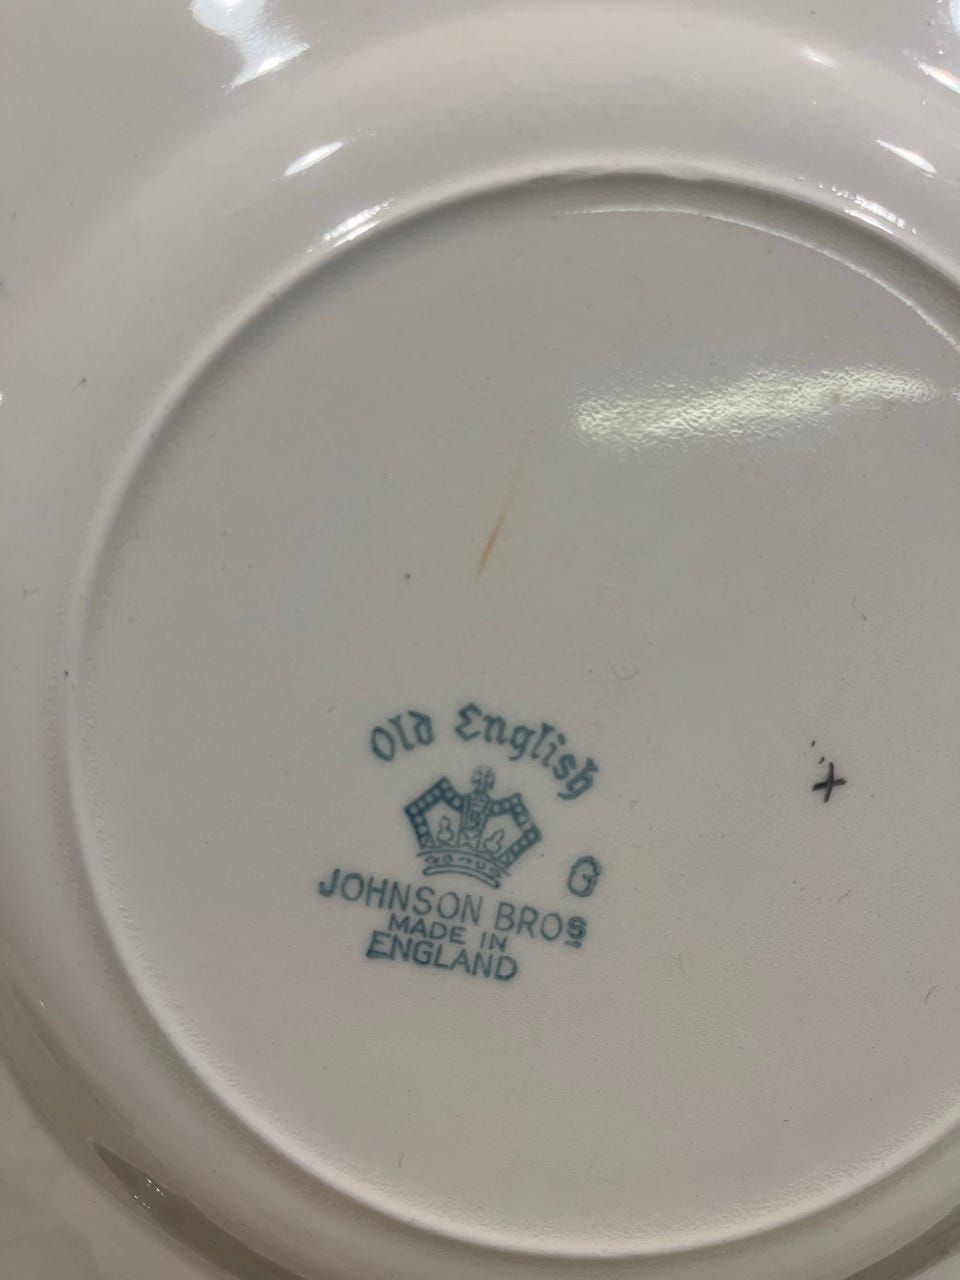 Old English
G
JOHNSON BROS
MADE IN
ENGLAND
+